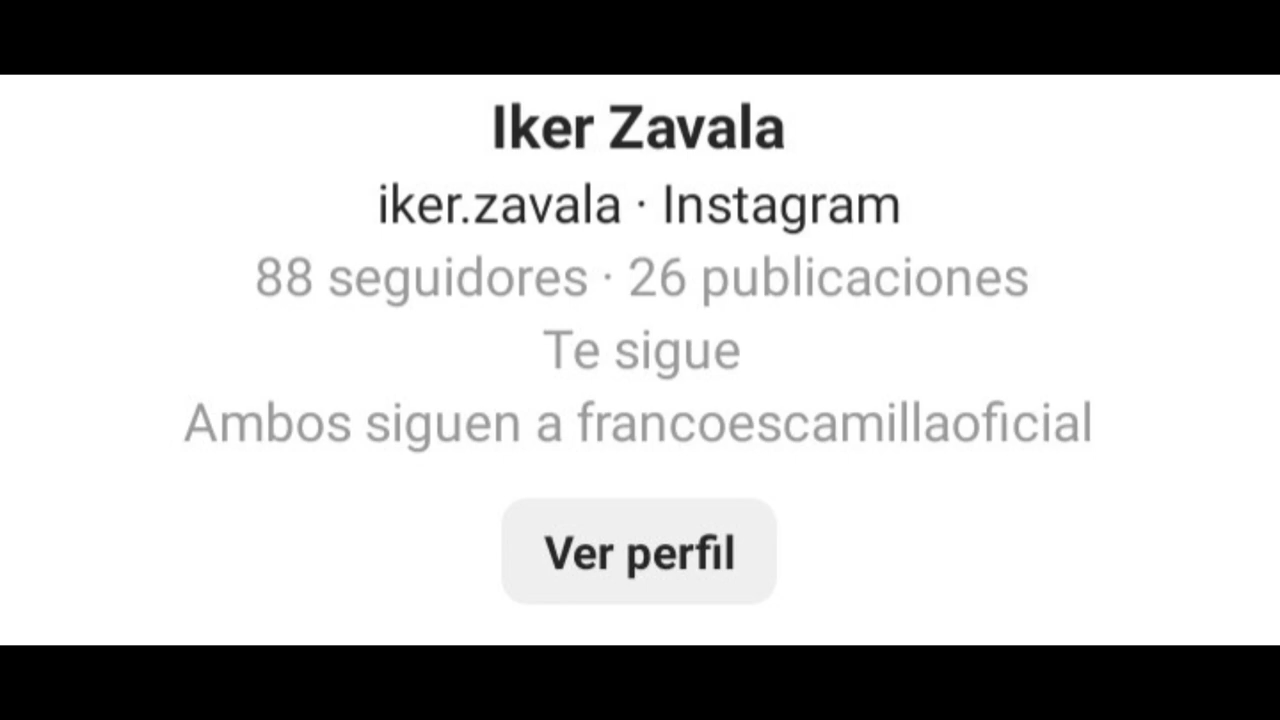 Iker Zavala
iker.zavala · Instagram
88 seguidores · 26 publicaciones
Te sigue
Ambos siguen a francoescamillaoficial
Ver perfil